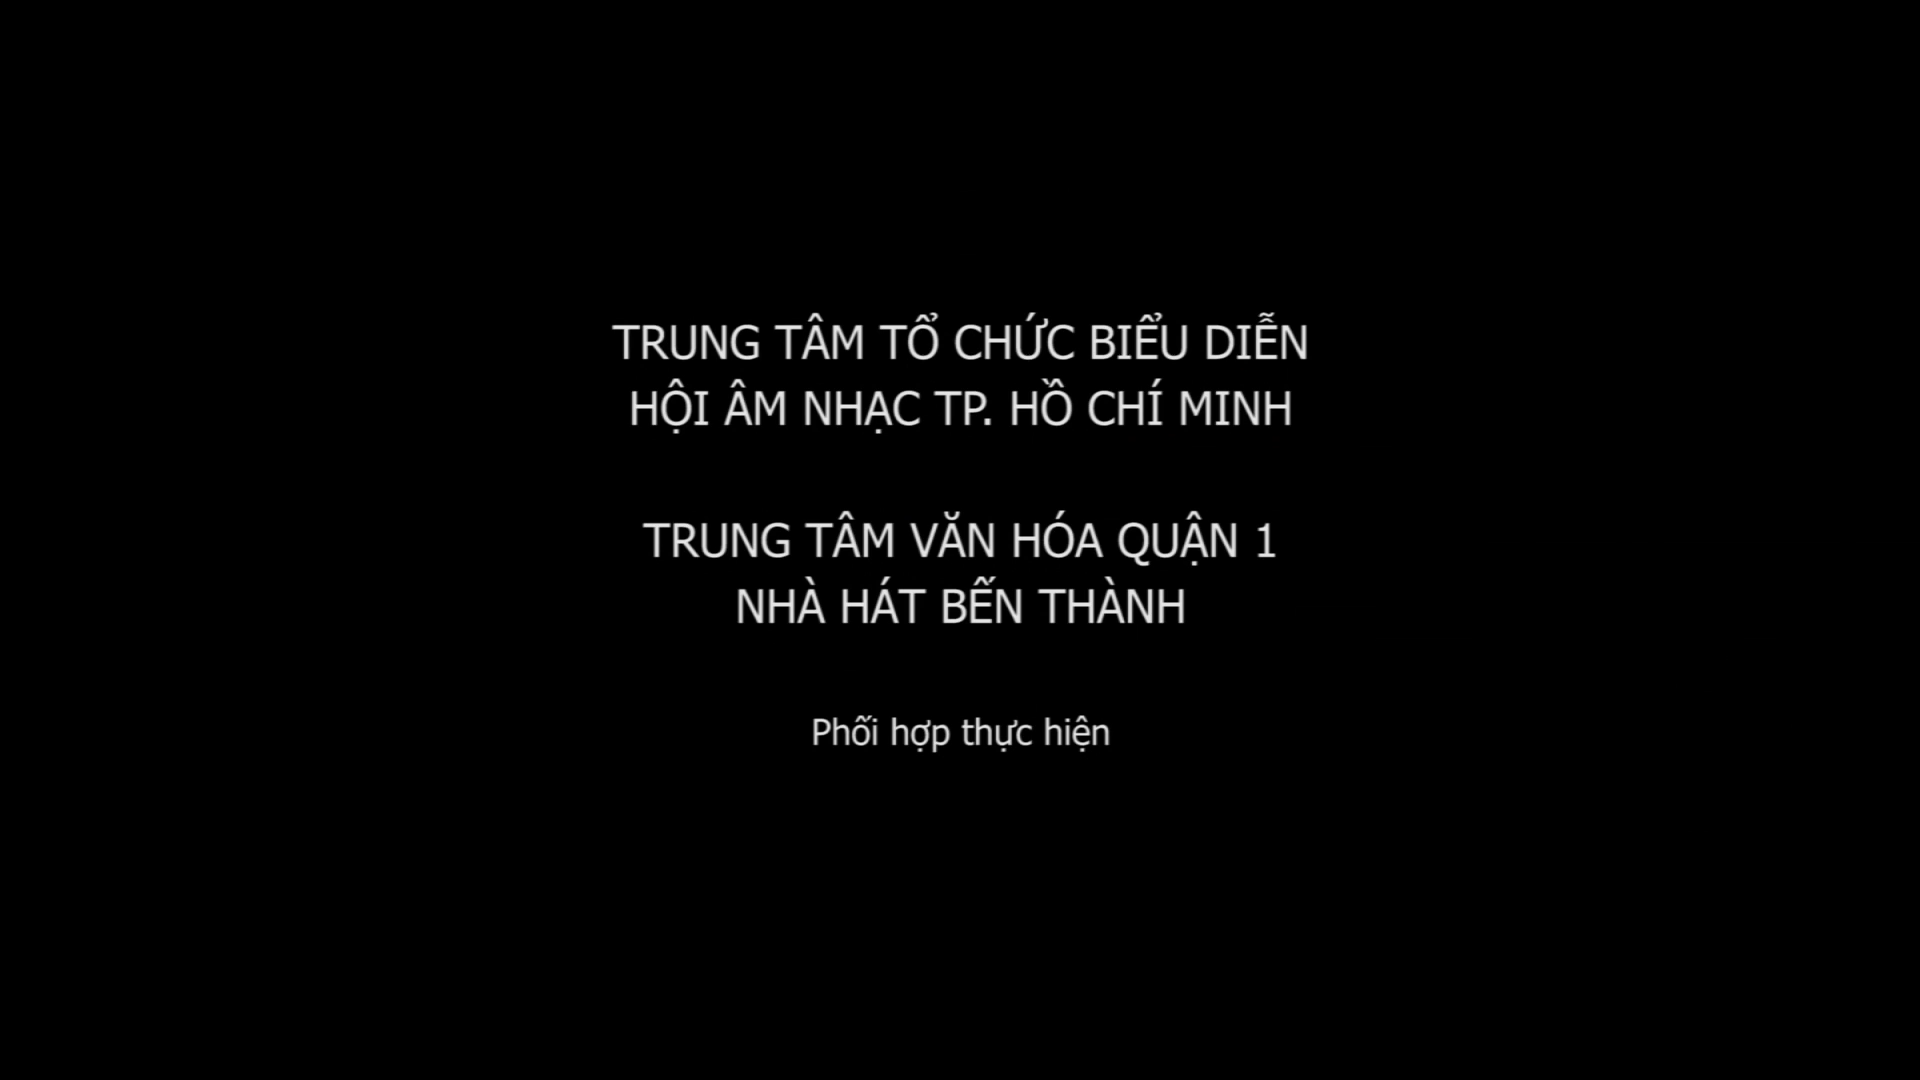 TRUNG TÂM TỔ CHỨC BIỂU DIỄN
HỘI ÂM NHẠC TP. HỒ CHÍ MINH
TRUNG TÂM VĂN HÓA QUẬN 1
NHÀ HÁT BẾN THÀNH
Phối hợp thực hiện